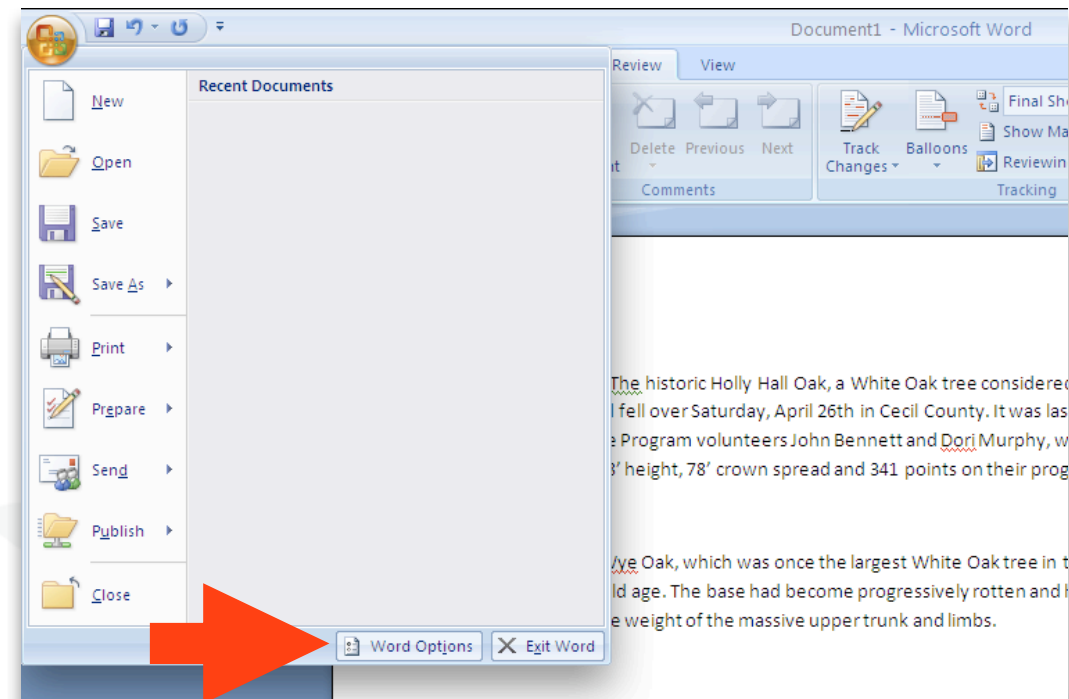 Document1 - Microsoft Word
Review View
Recent Documents
New
Open
Save
Save As
Print
Prepare
Send
Publish
Close
Word Options Exit Word
Delete Previous Next
Comments
Track Changes
Balloons
Final Sh
Show Ma
Reviewin
Tracking
The historic Holly Hall Oak, a White Oak tree considered
l fell over Saturday, April 26th in Cecil County. It was las
e Program volunteers John Bennett and Dori Murphy, w
3' height, 78' crown spread and 341 points on their prog
Wye Oak, which was once the largest White Oak tree in t
ld age. The base had become progressively rotten and h
e weight of the massive upper trunk and limbs.